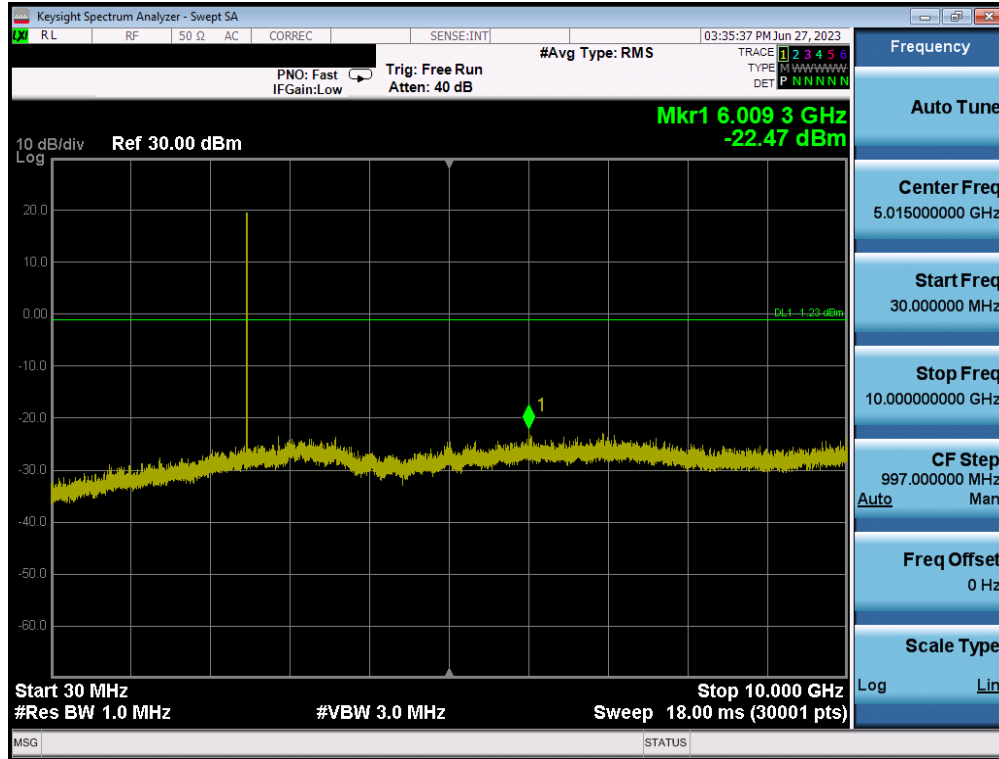 Keysight Spectrum Analyzer - Swept SA
LXI RL RF 50 Ω AC CORREC SENSE:INT 03:35:37 PM Jun 27, 2023
#Avg Type: RMS
TRACE 1 2 3 4 5 6
TYPE M WWWWW
DET P N N N N N
PNO: Fast
IFGain:Low
Trig: Free Run
Atten: 40 dB
Mkr1 6.009 3 GHz
-22.47 dBm
10 dB/div Ref 30.00 dBm
Log
20.0
10.0
0.00
DL1 -1.23 dBm
-10.0
1
-20.0
-30.0
-40.0
-50.0
-60.0
Start 30 MHz Stop 10.000 GHz
#Res BW 1.0 MHz #VBW 3.0 MHz Sweep 18.00 ms (30001 pts)
MSG STATUS
Frequency
Auto Tune
Center Freq
5.015000000 GHz
Start Freq
30.000000 MHz
Stop Freq
10.000000000 GHz
CF Step
997.000000 MHz
Auto Man
Freq Offset
0 Hz
Scale Type
Log Lin